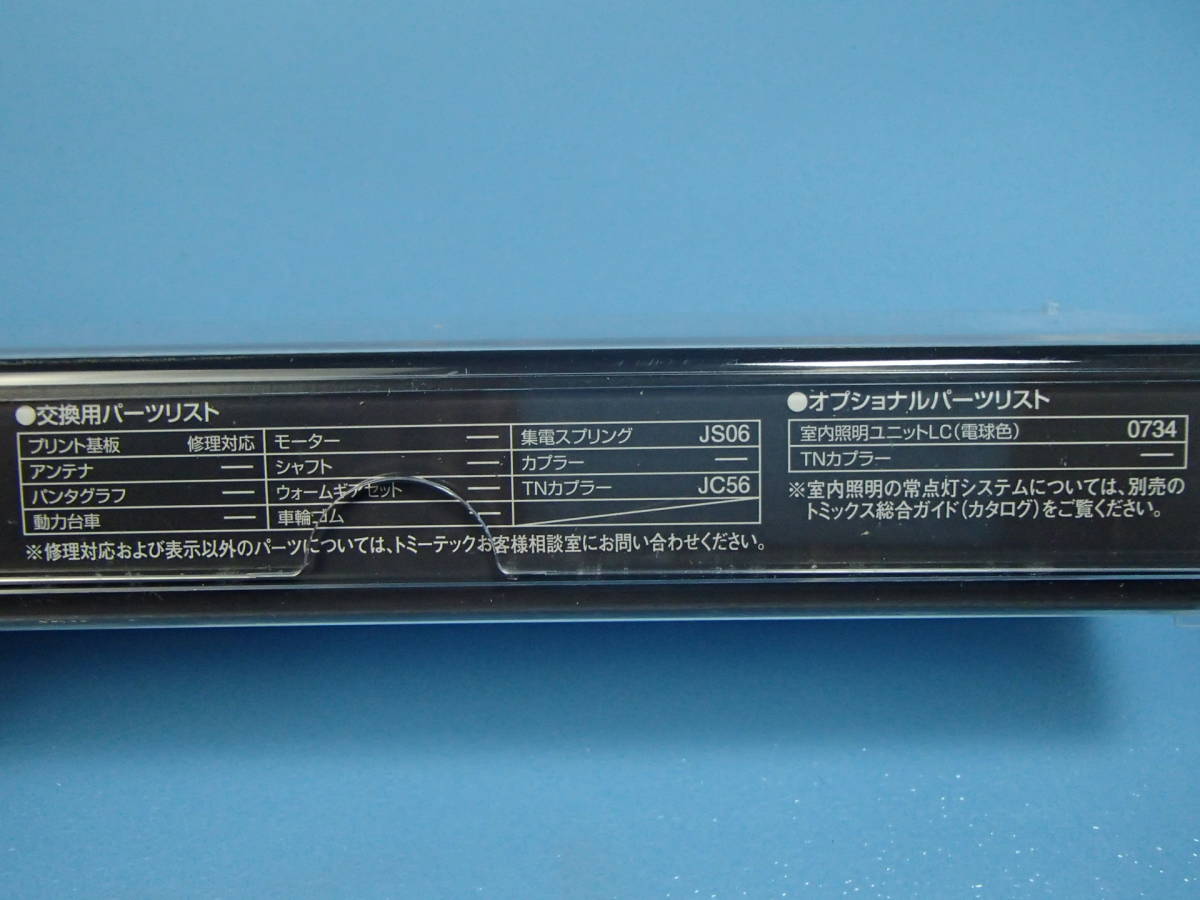 ●交換用パーツリスト
プリント基板 修理対応 モーター — 集電スプリング JS06
アンテナ — シャフト — カプラー —
パンタグラフ — ウォームギアセット — TNカプラー JC56
動力台車 — 車輪ゴム —
※修理対応および表示以外のパーツについては、トミーテックお客様相談室にお問い合わせください。
●オプショナルパーツリスト
室内照明ユニットLC(電球色) 0734
TNカプラー —
※室内照明の常点灯システムについては、別売の
トミックス総合ガイド(カタログ)をご覧ください。